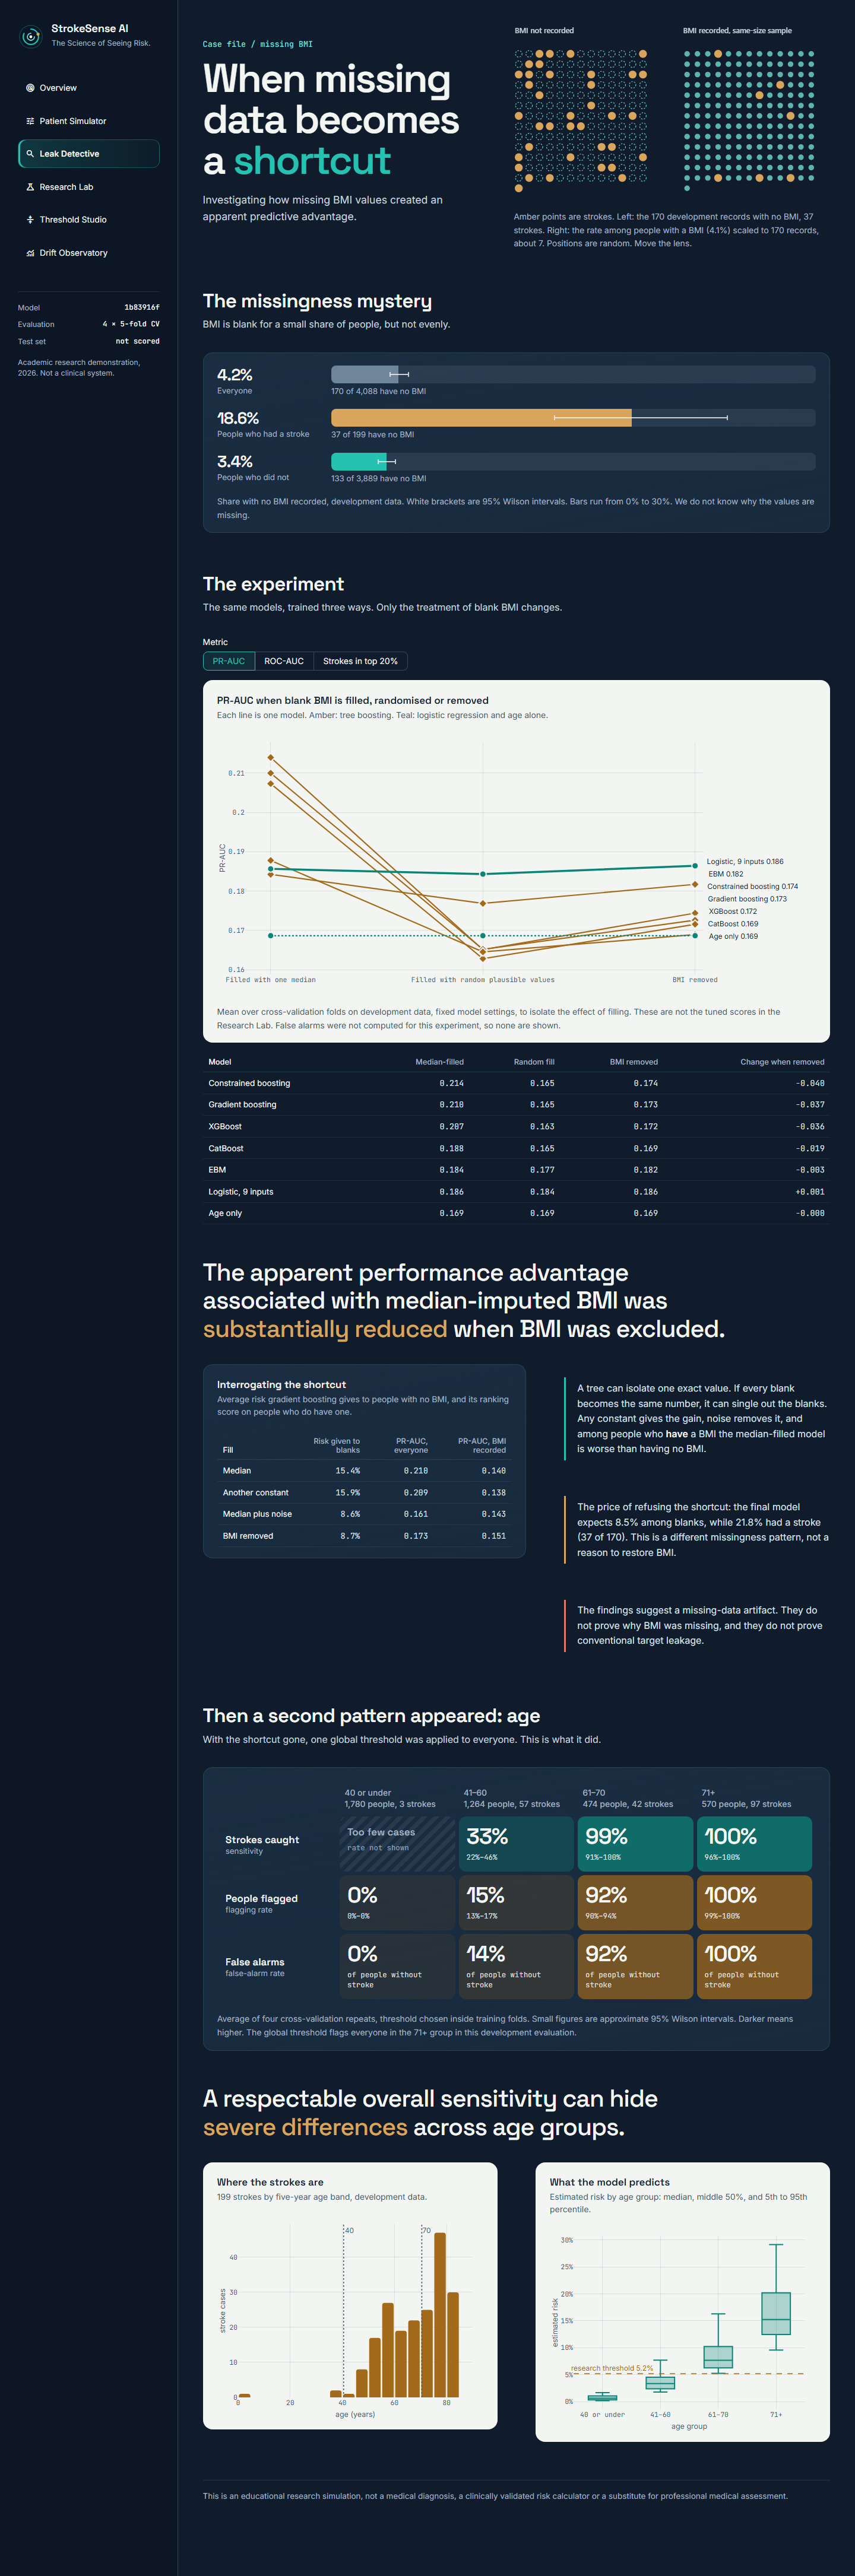 StrokeSense AI
The Science of Seeing Risk.
Overview
Patient Simulator
Leak Detective
Research Lab
Threshold Studio
Drift Observatory
Model 1b83916f
Evaluation 4 × 5-fold CV
Test set not scored
Academic research demonstration,
2026. Not a clinical system.
Case file / missing BMI
When missing
data becomes
a shortcut
Investigating how missing BMI values created an
apparent predictive advantage.
BMI not recorded
BMI recorded, same-size sample
Amber points are strokes. Left: the 170 development records with no BMI, 37
strokes. Right: the rate among people with a BMI (4.1%) scaled to 170 records,
about 7. Positions are random. Move the lens.
The missingness mystery
BMI is blank for a small share of people, but not evenly.
4.2%
Everyone
170 of 4,088 have no BMI
18.6%
People who had a stroke
37 of 199 have no BMI
3.4%
People who did not
133 of 3,889 have no BMI
Share with no BMI recorded, development data. White brackets are 95% Wilson intervals. Bars run from 0% to 30%. We do not know why the values are
missing.
The experiment
The same models, trained three ways. Only the treatment of blank BMI changes.
Metric
PR-AUC ROC-AUC Strokes in top 20%
PR-AUC when blank BMI is filled, randomised or removed
Each line is one model. Amber: tree boosting. Teal: logistic regression and age alone.
PR-AUC
0.21
0.2
0.19
0.18
0.17
0.16
Filled with one median
Filled with random plausible values
BMI removed
Logistic, 9 inputs 0.186
EBM 0.182
Constrained boosting 0.174
Gradient boosting 0.173
XGBoost 0.172
CatBoost 0.169
Age only 0.169
Mean over cross-validation folds on development data, fixed model settings, to isolate the effect of filling. These are not the tuned scores in the
Research Lab. False alarms were not computed for this experiment, so none are shown.
Model Median-filled Random fill BMI removed Change when removed
Constrained boosting 0.214 0.165 0.174 -0.040
Gradient boosting 0.210 0.165 0.173 -0.037
XGBoost 0.207 0.163 0.172 -0.036
CatBoost 0.188 0.165 0.169 -0.019
EBM 0.184 0.177 0.182 -0.003
Logistic, 9 inputs 0.186 0.184 0.186 +0.001
Age only 0.169 0.169 0.169 -0.000
The apparent performance advantage
associated with median-imputed BMI was
substantially reduced when BMI was excluded.
Interrogating the shortcut
Average risk gradient boosting gives to people with no BMI, and its ranking
score on people who do have one.
Fill Risk given to blanks PR-AUC, everyone PR-AUC, BMI recorded
Median 15.4% 0.210 0.140
Another constant 15.9% 0.209 0.138
Median plus noise 8.6% 0.161 0.143
BMI removed 8.7% 0.173 0.151
A tree can isolate one exact value. If every blank
becomes the same number, it can single out the blanks.
Any constant gives the gain, noise removes it, and
among people who have a BMI the median-filled model
is worse than having no BMI.
The price of refusing the shortcut: the final model
expects 8.5% among blanks, while 21.8% had a stroke
(37 of 170). This is a different missingness pattern, not a
reason to restore BMI.
The findings suggest a missing-data artifact. They do
not prove why BMI was missing, and they do not prove
conventional target leakage.
Then a second pattern appeared: age
With the shortcut gone, one global threshold was applied to everyone. This is what it did.
40 or under
1,780 people, 3 strokes
41–60
1,264 people, 57 strokes
61–70
474 people, 42 strokes
71+
570 people, 97 strokes
Strokes caught
sensitivity
Too few cases
rate not shown
33%
22%–46%
99%
91%–100%
100%
96%–100%
People flagged
flagging rate
0%
0%–0%
15%
13%–17%
92%
90%–94%
100%
99%–100%
False alarms
false-alarm rate
0%
of people without
stroke
14%
of people without
stroke
92%
of people without
stroke
100%
of people without
stroke
Average of four cross-validation repeats, threshold chosen inside training folds. Small figures are approximate 95% Wilson intervals. Darker means
higher. The global threshold flags everyone in the 71+ group in this development evaluation.
A respectable overall sensitivity can hide
severe differences across age groups.
Where the strokes are
199 strokes by five-year age band, development data.
stroke cases
40
30
20
10
0
40
70
0 20 40 60 80
age (years)
What the model predicts
Estimated risk by age group: median, middle 50%, and 5th to 95th
percentile.
estimated risk
30%
25%
20%
15%
10%
5%
0%
research threshold 5.2%
40 or under 41–60 61–70 71+
age group
This is an educational research simulation, not a medical diagnosis, a clinically validated risk calculator or a substitute for professional medical assessment.